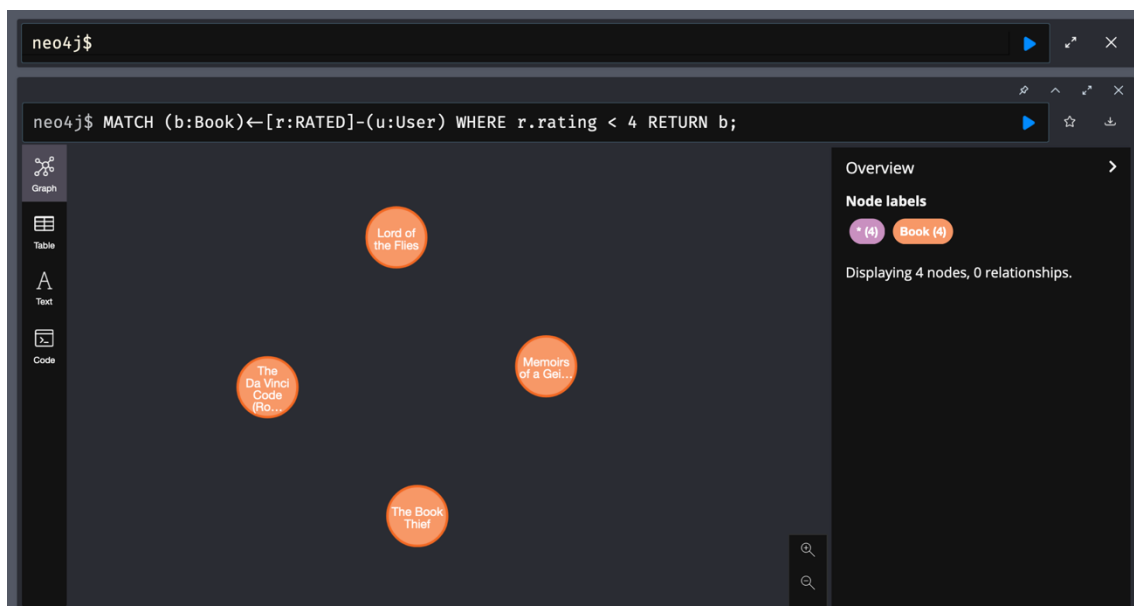 neo4j$
neo4j$ MATCH (b:Book)<-[r:RATED]-(u:User) WHERE r.rating < 4 RETURN b;
Graph
Table
A
Text
Code
Lord of
the Flies
The
Da Vinci
Code
(Ro...
Memoirs
of a Gei...
The Book
Thief
Overview
Node labels
* (4) Book (4)
Displaying 4 nodes, 0 relationships.